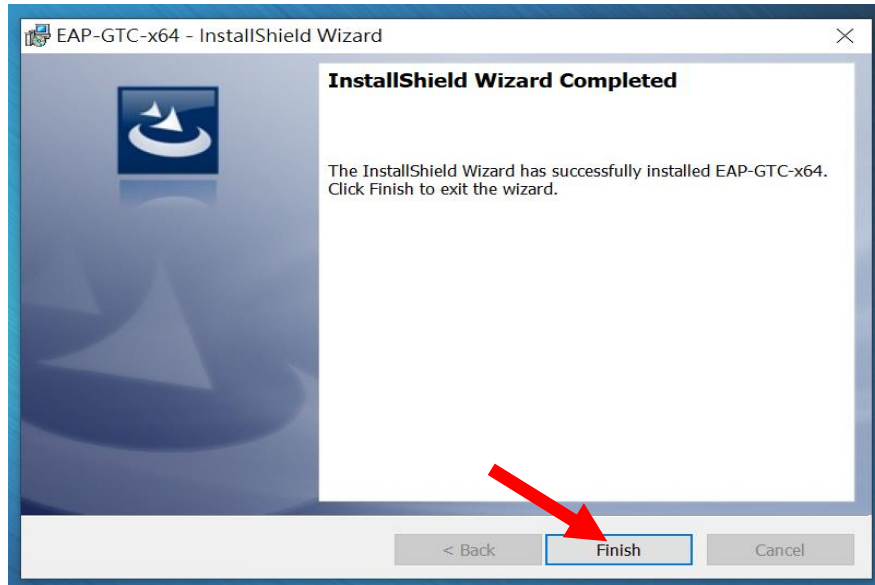 EAP-GTC-x64 - InstallShield Wizard
InstallShield Wizard Completed
The InstallShield Wizard has successfully installed EAP-GTC-x64.
Click Finish to exit the wizard.
< Back
Finish
Cancel